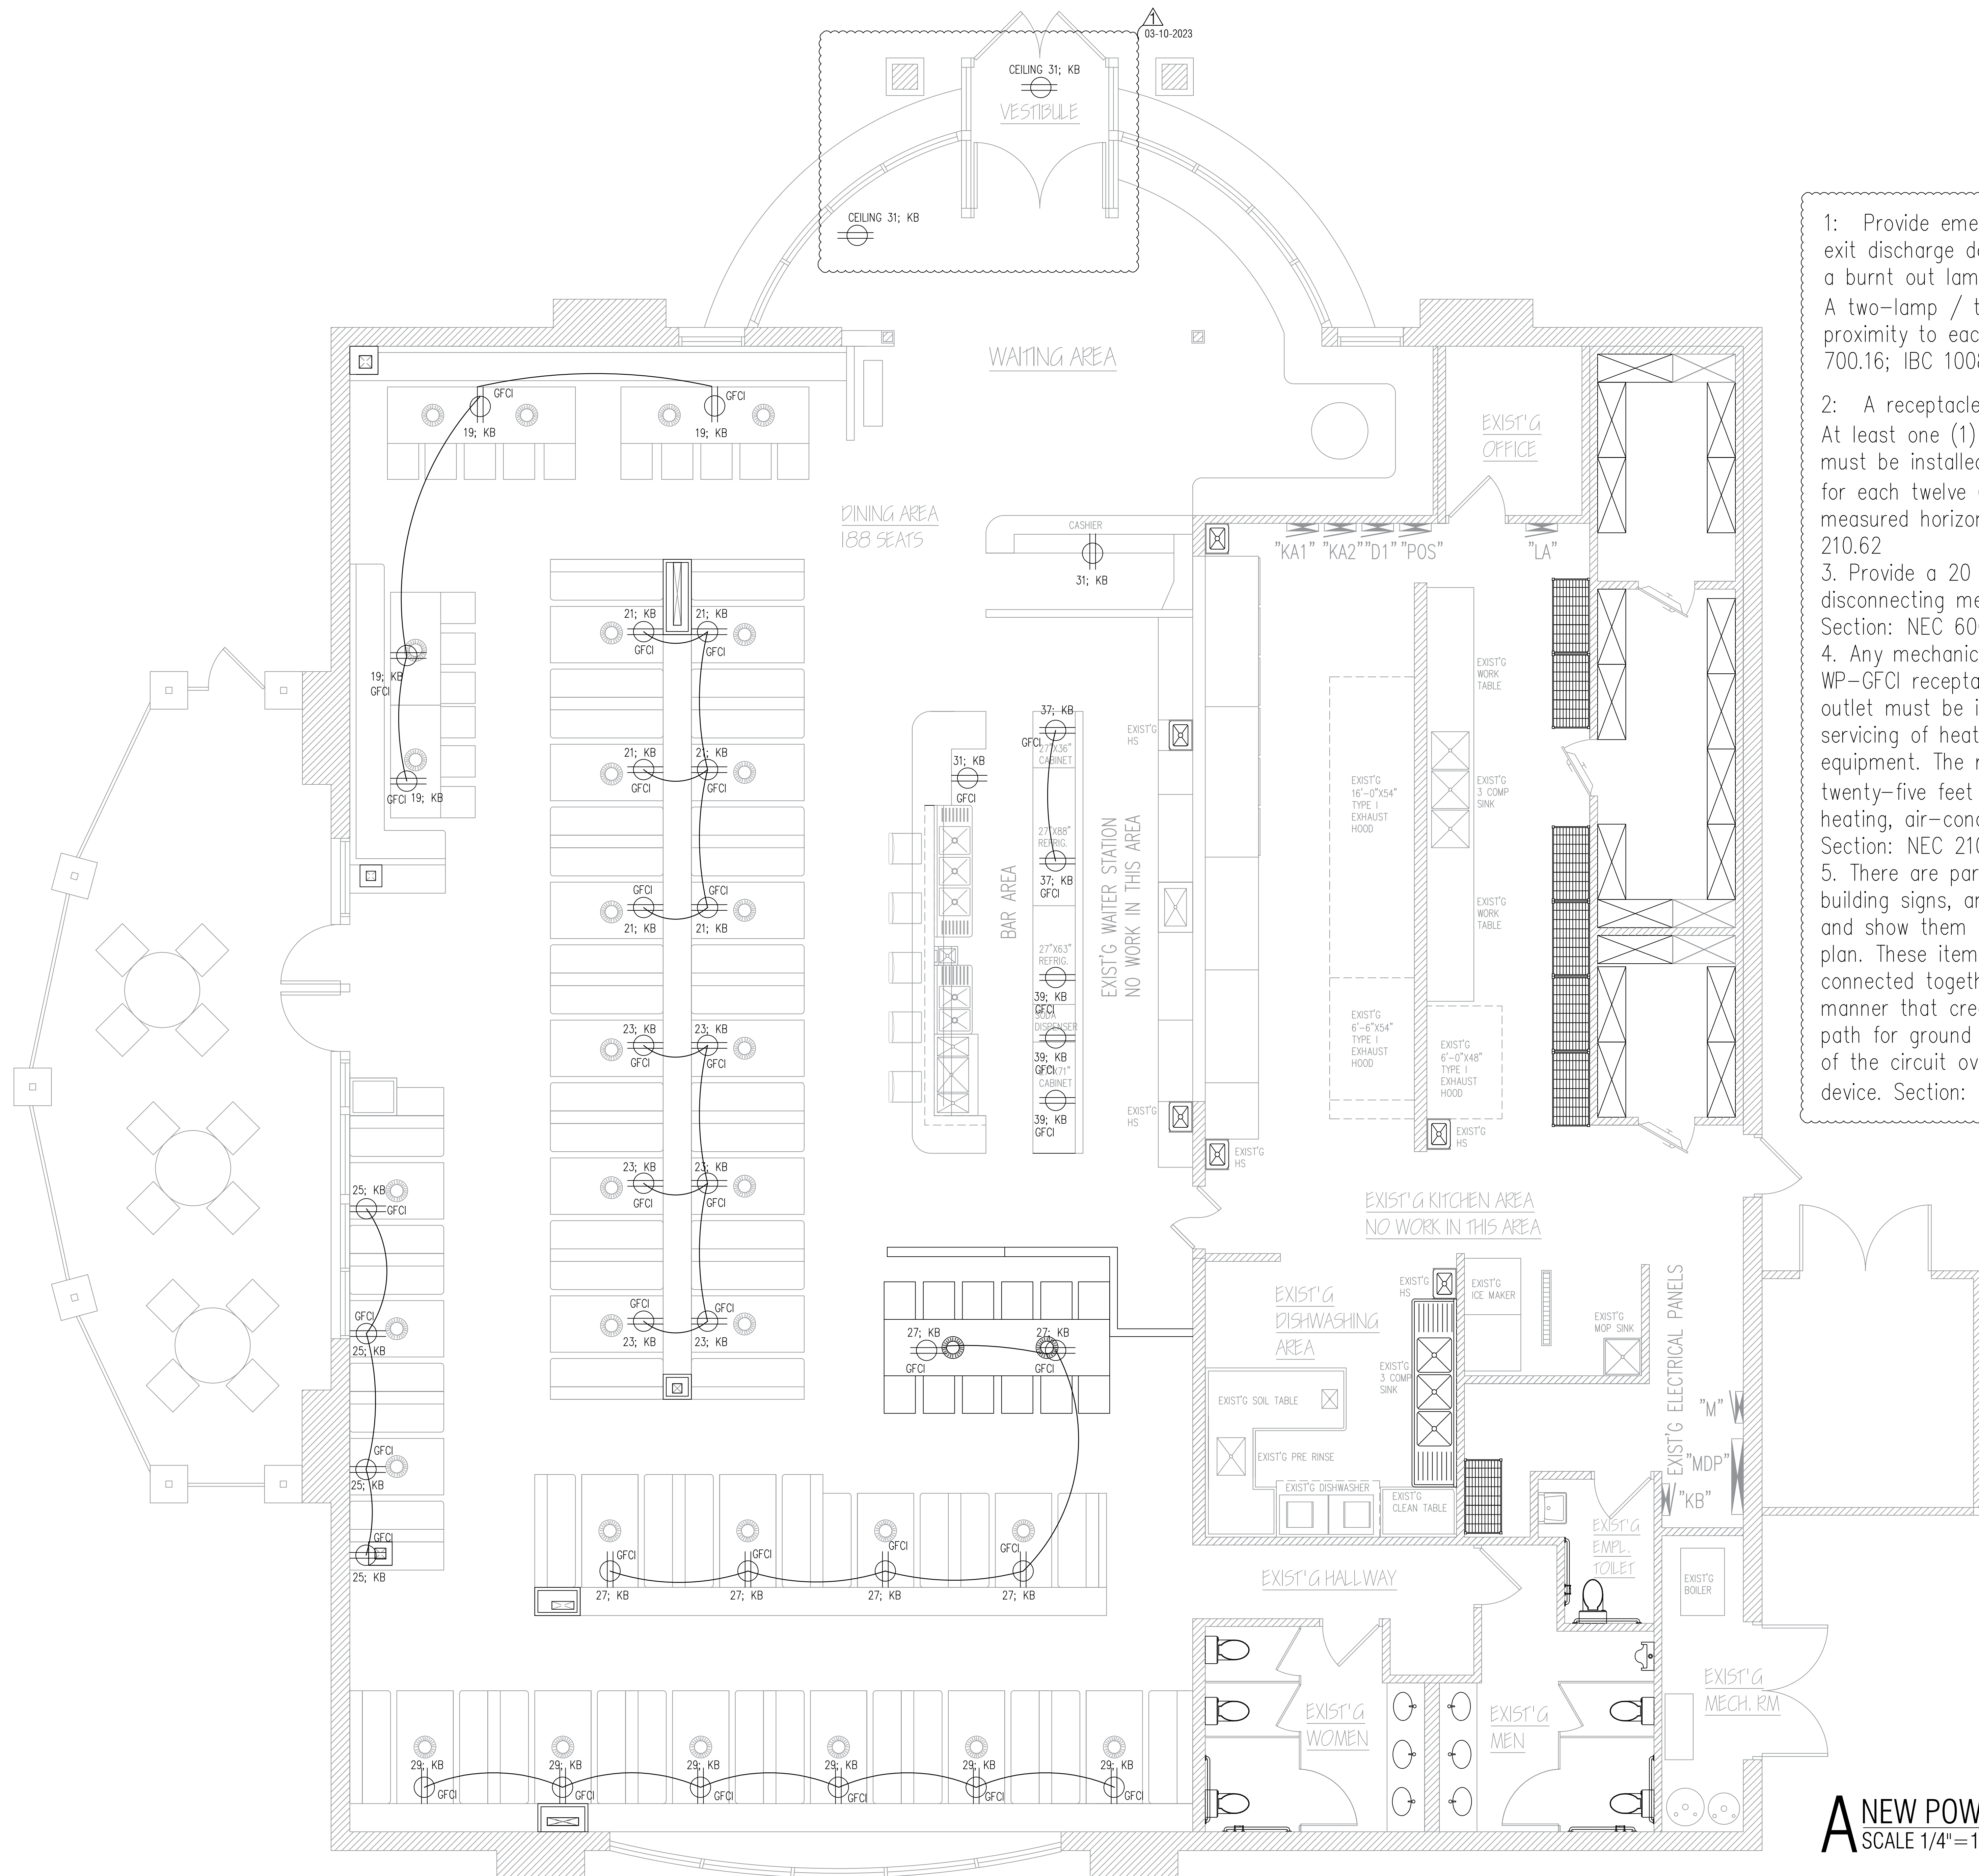 1
03-10-2023
CEILING 31; KB
VESTIBULE
CEILING 31; KB
WAITING AREA
GFCI
19; KB
GFCI
19; KB
DINING AREA
188 SEATS
CASHIER
31; KB
EXIST'G
OFFICE
"KA1" "KA2" "D1" "POS"
"LA"
19; KB
GFCI
GFCI 19; KB
21; KB
GFCI
21; KB
GFCI
21; KB
GFCI
21; KB
GFCI
GFCI
21; KB
GFCI
21; KB
23; KB
GFCI
23; KB
GFCI
23; KB
GFCI
23; KB
GFCI
GFCI
23; KB
GFCI
23; KB
31; KB
GFCI
BAR AREA
37; KB
GFCI
27"X36"
CABINET
27"X88"
REFRIG.
37; KB
GFCI
27"X63"
REFRIG.
39; KB
GFCI
SODA
DISPENSER
39; KB
GFCI
X71"
CABINET
39; KB
GFCI
EXIST'G WAITER STATION
NO WORK IN THIS AREA
EXIST'G
HS
EXIST'G
HS
EXIST'G
HS
EXIST'G
16'-0"X54"
TYPE I
EXHAUST
HOOD
EXIST'G
6'-6"X54"
TYPE I
EXHAUST
HOOD
EXIST'G
WORK
TABLE
EXIST'G
3 COMP
SINK
EXIST'G
WORK
TABLE
EXIST'G
6'-0"X48"
TYPE I
EXHAUST
HOOD
EXIST'G
HS
EXIST'G KITCHEN AREA
NO WORK IN THIS AREA
25; KB
GFCI
GFCI
25; KB
GFCI
25; KB
GFCI
25; KB
27; KB
GFCI
27; KB
GFCI
GFCI
27; KB
GFCI
27; KB
GFCI
27; KB
GFCI
27; KB
29; KB
GFCI
29; KB
GFCI
29; KB
GFCI
29; KB
GFCI
29; KB
GFCI
29; KB
GFCI
EXIST'G
DISHWASHING
AREA
EXIST'G
HS
EXIST'G
ICE MAKER
EXIST'G
MOP SINK
EXIST'G
3 COMP
SINK
EXIST'G SOIL TABLE
EXIST'G PRE RINSE
EXIST'G DISHWASHER
EXIST'G
CLEAN TABLE
EXIST'G ELECTRICAL PANELS
"M"
"MDP"
"KB"
EXIST'G
EMPL.
TOILET
EXIST'G HALLWAY
EXIST'G
BOILER
EXIST'G
WOMEN
EXIST'G
MEN
EXIST'G
MECH. RM
1: Provide eme
exit discharge d
a burnt out lam
A two-lamp / t
proximity to eac
700.16; IBC 1008
2: A receptacle
At least one (1)
must be installe
for each twelve
measured horizo
210.62
3. Provide a 20
disconnecting me
Section: NEC 60
4. Any mechanic
WP-GFCI recepta
outlet must be i
servicing of heat
equipment. The r
twenty-five feet
heating, air-cond
Section: NEC 210
5. There are par
building signs, ar
and show them
plan. These item
connected togeth
manner that cre
path for ground
of the circuit ov
device. Section:
A NEW POW
SCALE 1/4"=1